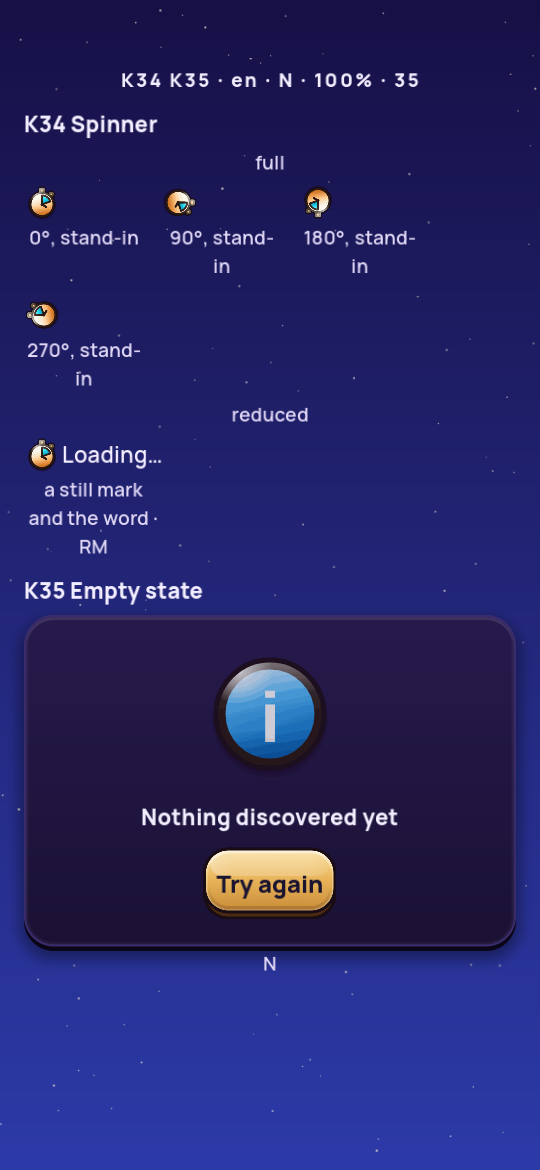 K34 K35 · en · N · 100% · 35
K34 Spinner
full
0°, stand-in
90°, stand-
in
180°, stand-
in
270°, stand-
in
reduced
Loading…
a still mark
and the word ·
RM
K35 Empty state
i
Nothing discovered yet
Try again
N